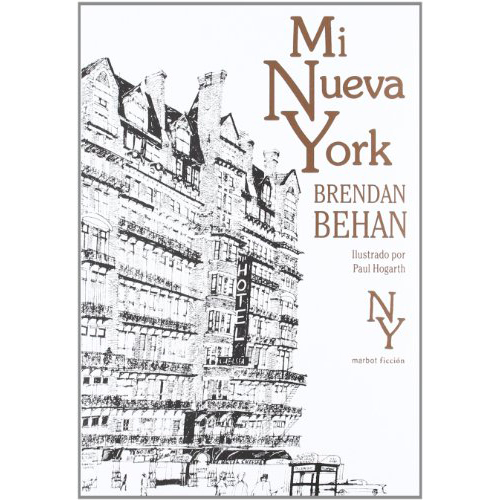 Mi
Nueva
York
BRENDAN
BEHAN
Ilustrado por
Paul Hogarth
NY
marbot ficción
HOTEL